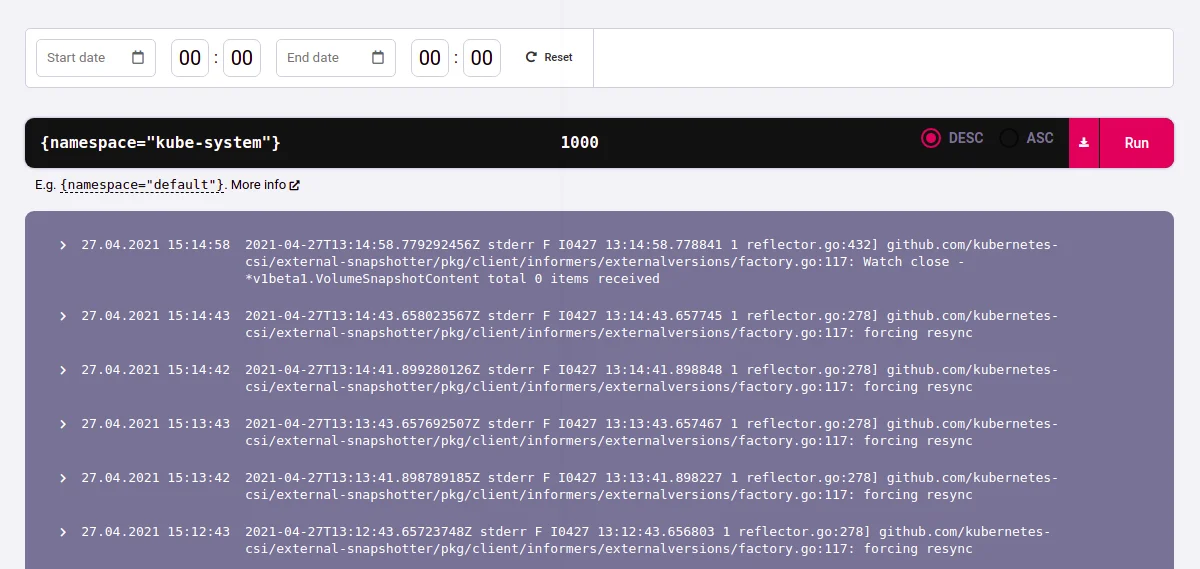 Start date 00 : 00 End date 00 : 00 Reset
{namespace="kube-system"} 1000 DESC ASC Run
E.g. {namespace="default"}. More info
27.04.2021 15:14:58 2021-04-27T13:14:58.779292456Z stderr F I0427 13:14:58.778841 1 reflector.go:432] github.com/kubernetes-
csi/external-snapshotter/pkg/client/informers/externalversions/factory.go:117: Watch close -
*v1beta1.VolumeSnapshotContent total 0 items received
27.04.2021 15:14:43 2021-04-27T13:14:43.658023567Z stderr F I0427 13:14:43.657745 1 reflector.go:278] github.com/kubernetes-
csi/external-snapshotter/pkg/client/informers/externalversions/factory.go:117: forcing resync
27.04.2021 15:14:42 2021-04-27T13:14:41.899280126Z stderr F I0427 13:14:41.898848 1 reflector.go:278] github.com/kubernetes-
csi/external-snapshotter/pkg/client/informers/externalversions/factory.go:117: forcing resync
27.04.2021 15:13:43 2021-04-27T13:13:43.657692507Z stderr F I0427 13:13:43.657467 1 reflector.go:278] github.com/kubernetes-
csi/external-snapshotter/pkg/client/informers/externalversions/factory.go:117: forcing resync
27.04.2021 15:13:42 2021-04-27T13:13:41.898789185Z stderr F I0427 13:13:41.898227 1 reflector.go:278] github.com/kubernetes-
csi/external-snapshotter/pkg/client/informers/externalversions/factory.go:117: forcing resync
27.04.2021 15:12:43 2021-04-27T13:12:43.65723748Z stderr F I0427 13:12:43.656803 1 reflector.go:278] github.com/kubernetes-
csi/external-snapshotter/pkg/client/informers/externalversions/factory.go:117: forcing resync